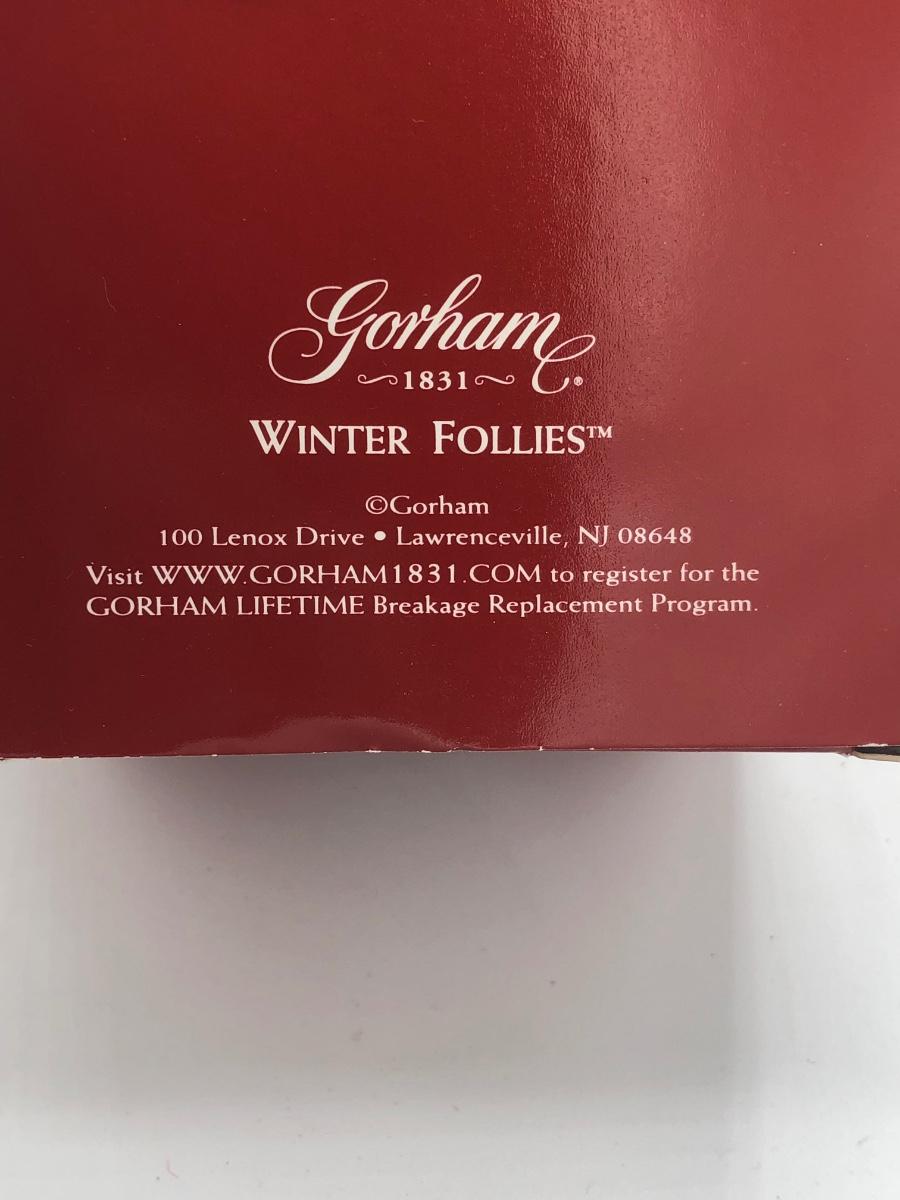 Gorham
1831®
WINTER FOLLIES™
©Gorham
100 Lenox Drive • Lawrenceville, NJ 08648
Visit WWW.GORHAM1831.COM to register for the
GORHAM LIFETIME Breakage Replacement Program.